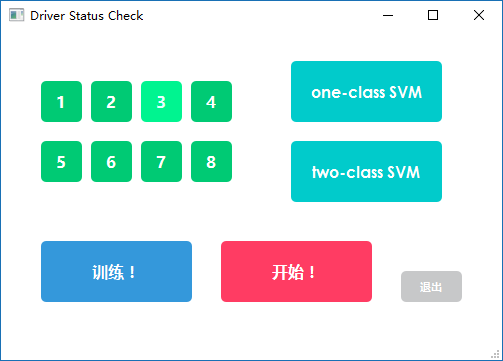 Driver Status Check
1 2 3 4
one-class SVM
5 6 7 8
two-class SVM
训练！
开始！
退出